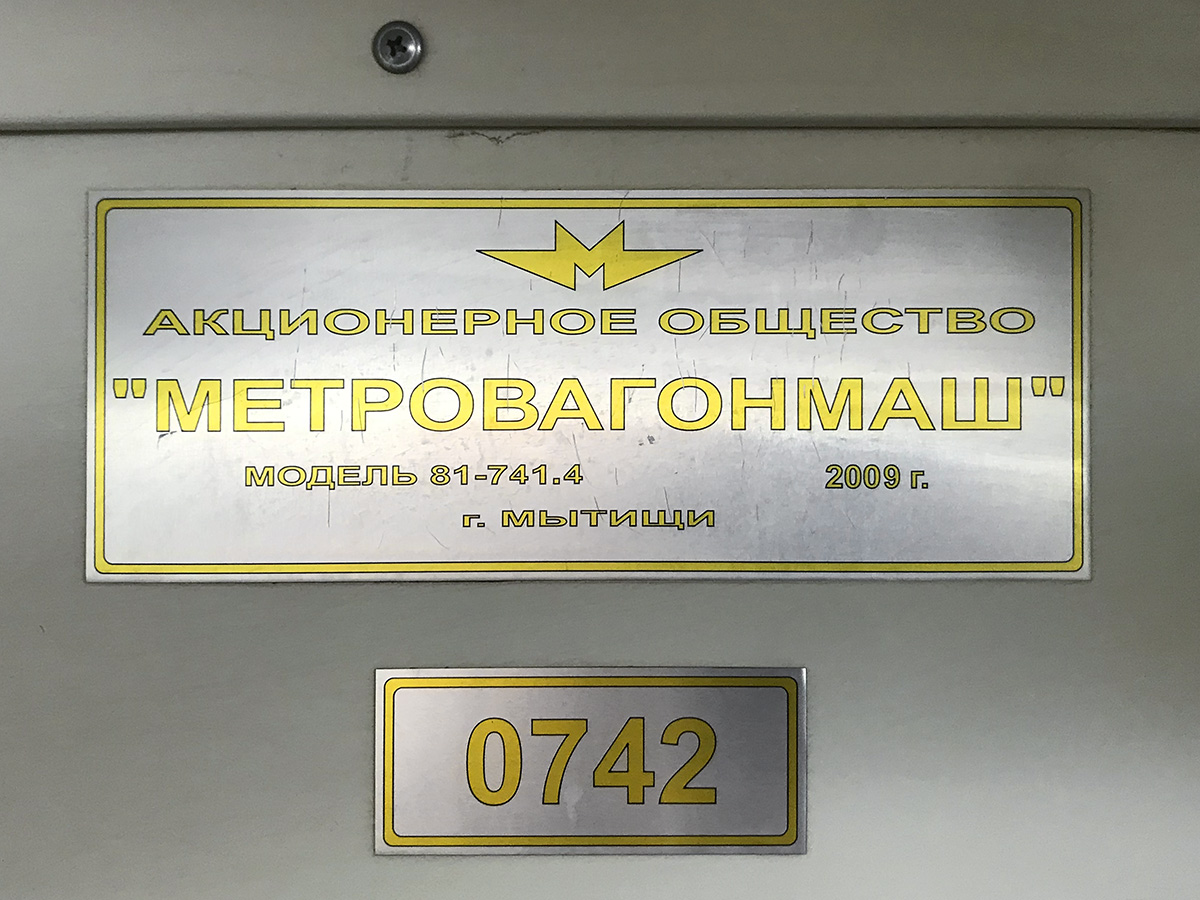 АКЦИОНЕРНОЕ ОБЩЕСТВО
"МЕТРОВАГОНМАШ"
МОДЕЛЬ 81-741.4 2009 г.
г. МЫТИЩИ
0742